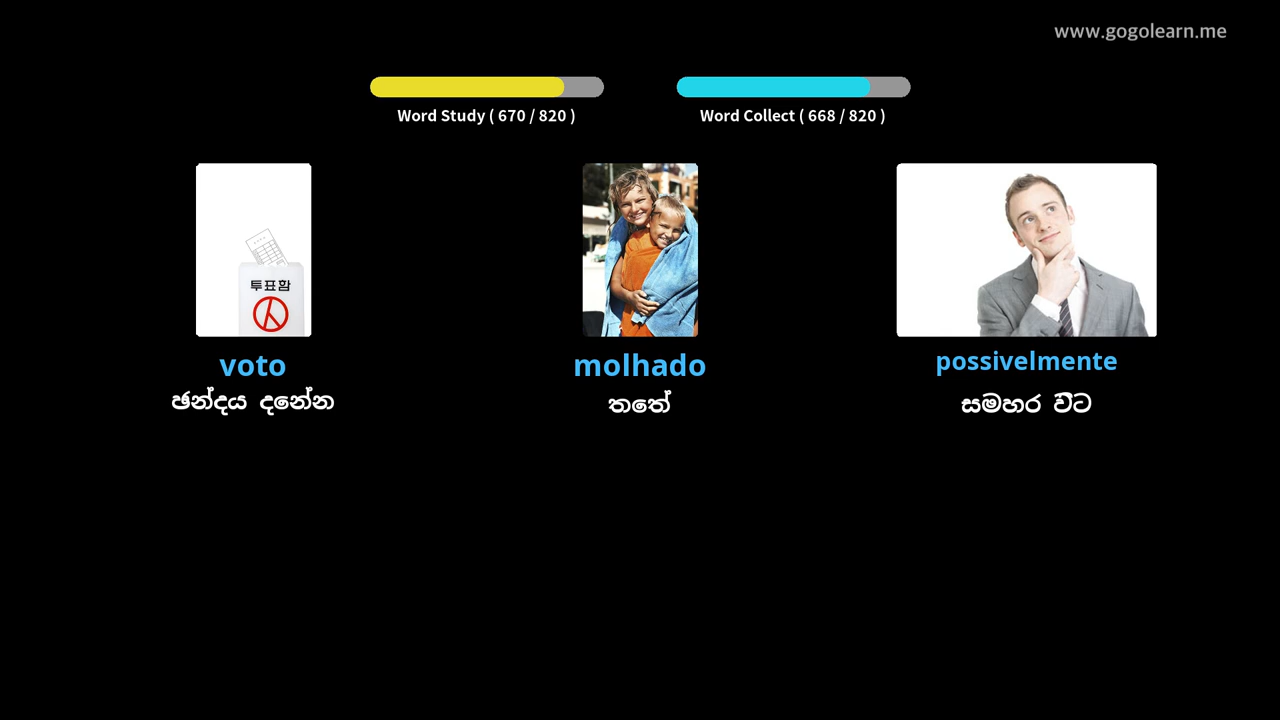 www.gogolearn.me
Word Study ( 670 / 820 )
Word Collect ( 668 / 820 )
투표함
voto
ඡන්දය දනේන
molhado
තතේ
possivelmente
සමහර විට